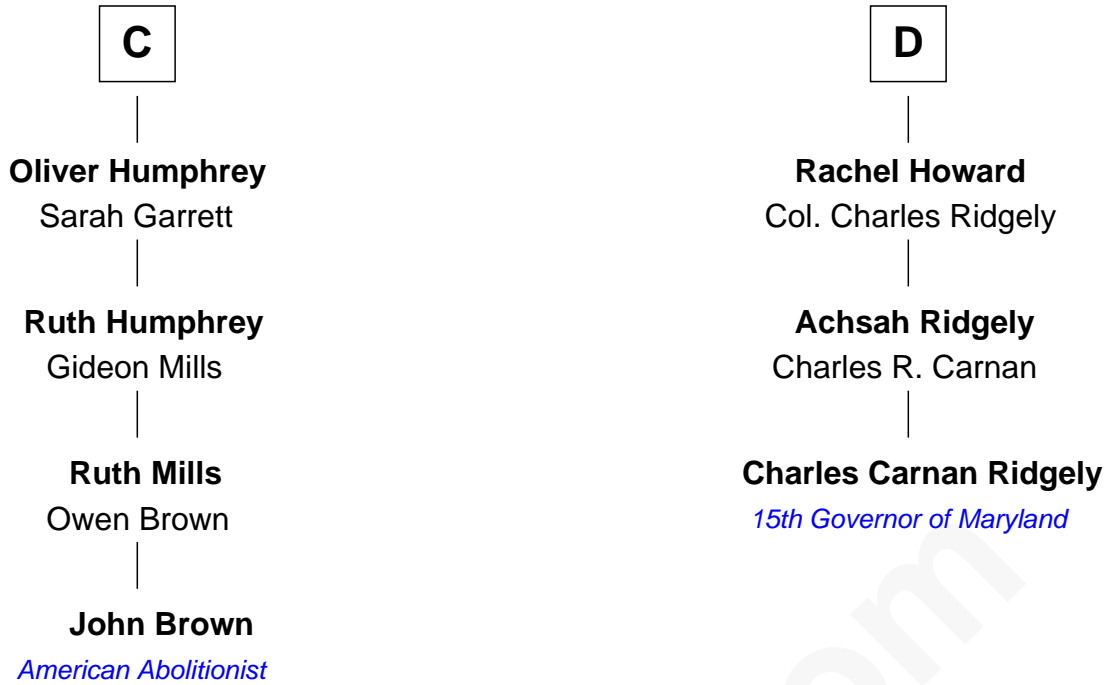 C
Oliver Humphrey
Sarah Garrett
Ruth Humphrey
Gideon Mills
Ruth Mills
Owen Brown
John Brown
American Abolitionist
D
Rachel Howard
Col. Charles Ridgely
Achsah Ridgely
Charles R. Carnan
Charles Carnan Ridgely
15th Governor of Maryland